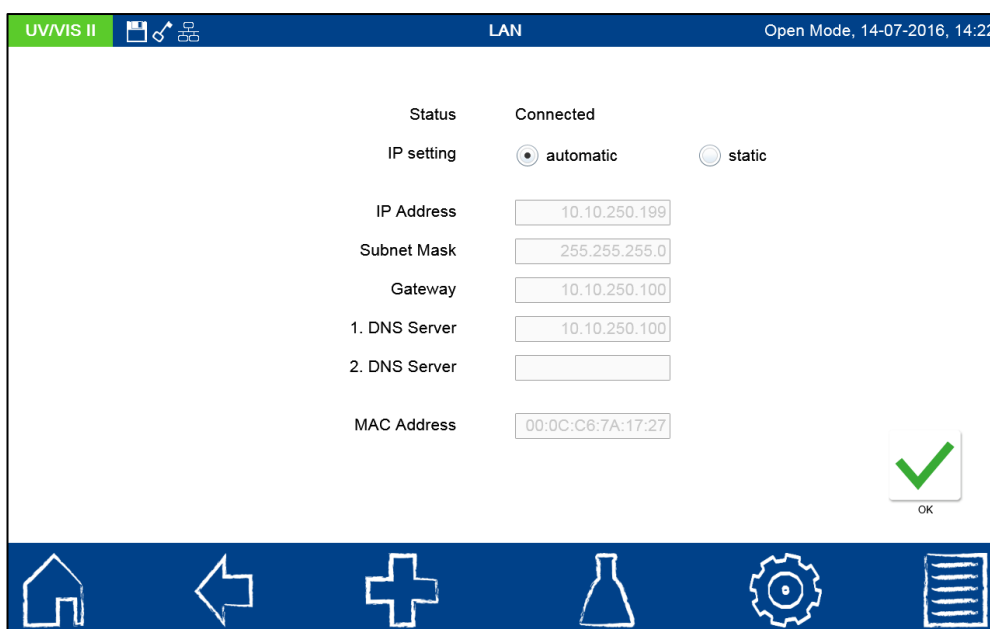 UV/VIS II LAN Open Mode, 14-07-2016, 14:22
Status Connected
IP setting automatic static
IP Address 10.10.250.199
Subnet Mask 255.255.255.0
Gateway 10.10.250.100
1. DNS Server 10.10.250.100
2. DNS Server
MAC Address 00:0C:C6:7A:17:27
OK